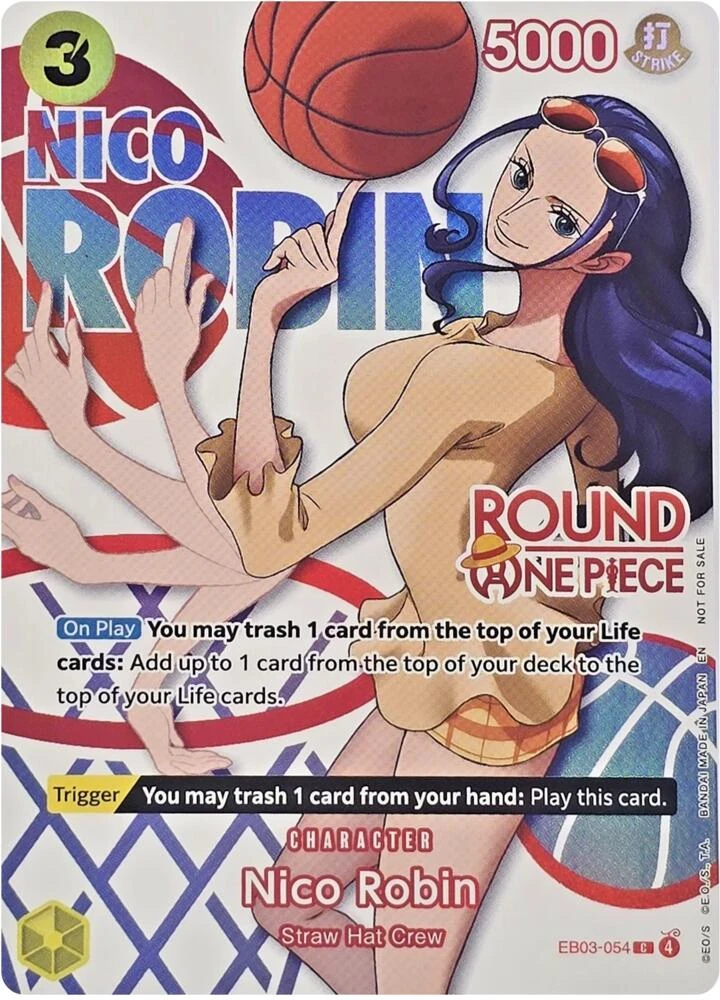 3
5000
打
STRIKE
NICO
ROBIN
ROUND
ONE PIECE
On Play You may trash 1 card from the top of your Life
cards: Add up to 1 card from the top of your deck to the
top of your Life cards.
Trigger You may trash 1 card from your hand: Play this card.
CHARACTER
Nico Robin
Straw Hat Crew
EB03-054 C 4
©EO/S ©E.O./S., T.A. BANDAI MADE IN JAPAN EN NOT FOR SALE